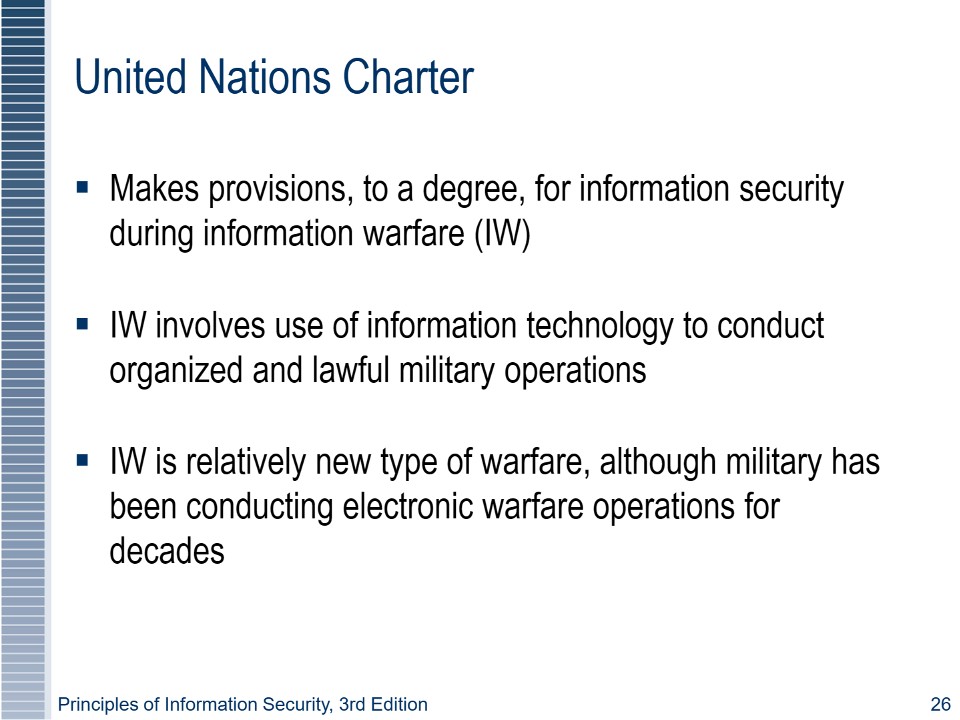 United Nations Charter
▪ Makes provisions, to a degree, for information security
during information warfare (IW)
▪ IW involves use of information technology to conduct
organized and lawful military operations
▪ IW is relatively new type of warfare, although military has
been conducting electronic warfare operations for
decades
Principles of Information Security, 3rd Edition 26